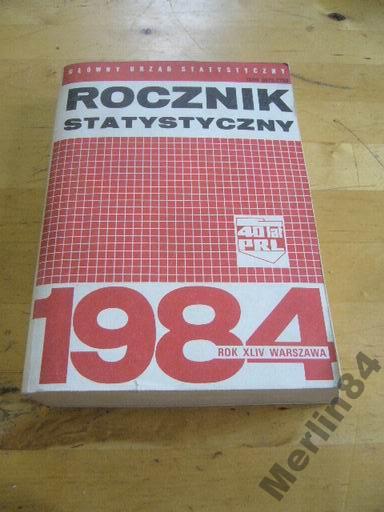 GŁÓWNY URZĄD STATYSTYCZNY
ROCZNIK
STATYSTYCZNY
40 lat
PRL
1984
ROK XLIV WARSZAWA
Merlin84